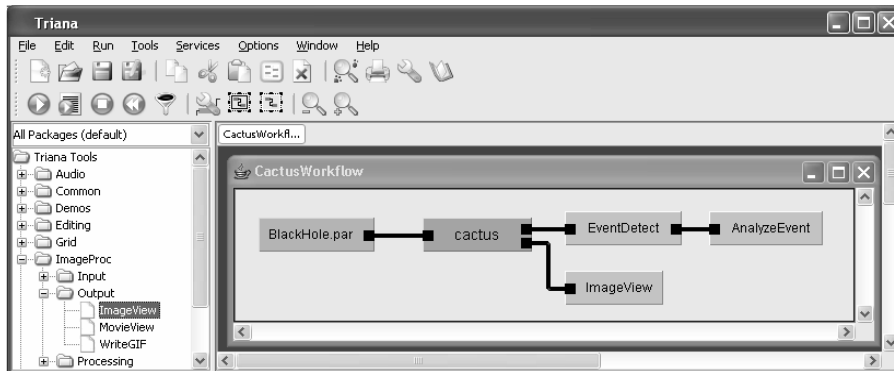 Triana
File Edit Run Tools Services Options Window Help
All Packages (default)
CactusWorkfl...
Triana Tools
Audio
Common
Demos
Editing
Grid
ImageProc
Input
Output
ImageView
MovieView
WriteGIF
Processing
CactusWorkflow
BlackHole.par
cactus
EventDetect
AnalyzeEvent
ImageView